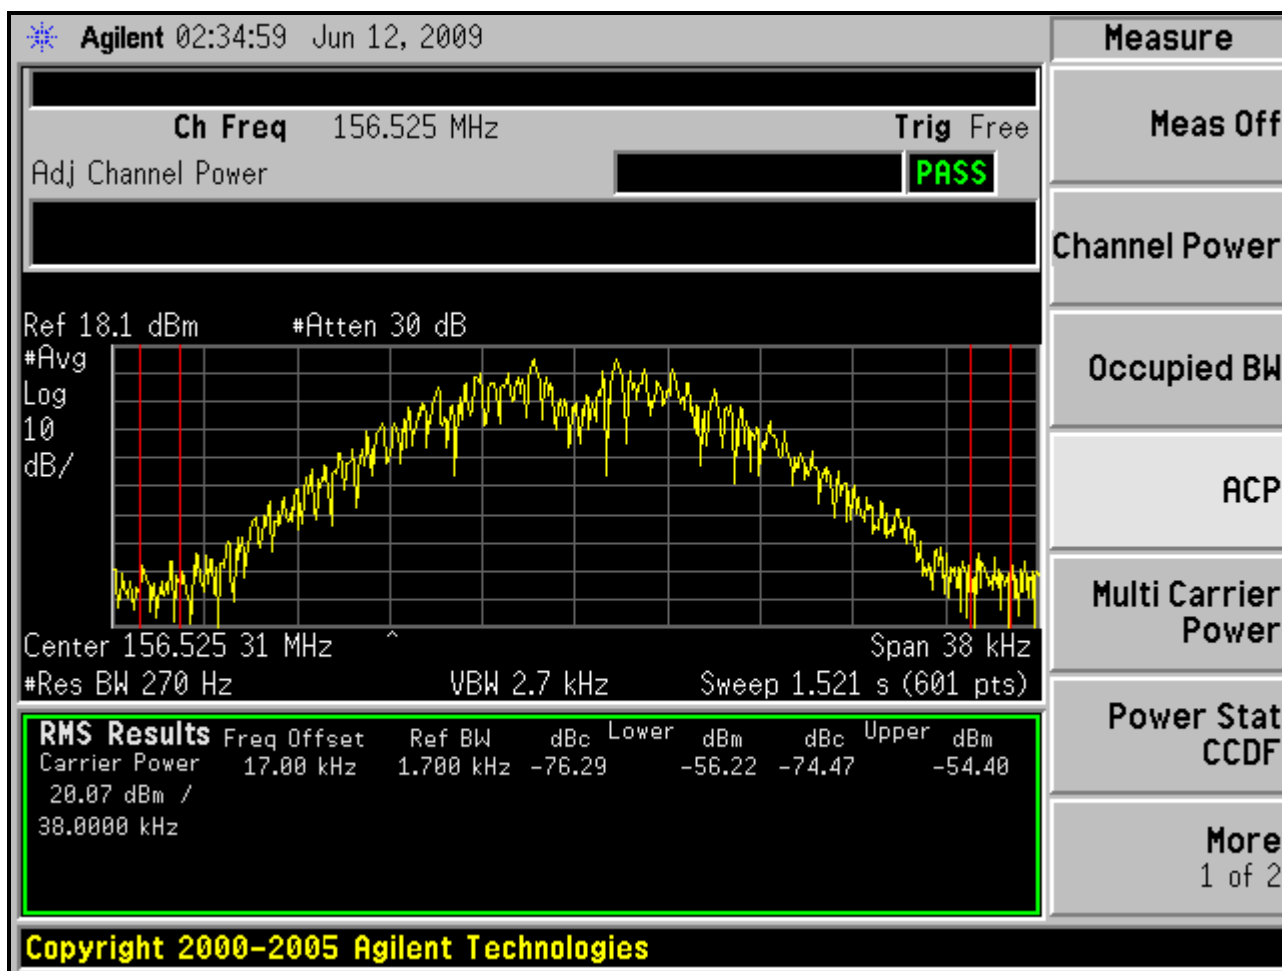 Agilent 02:34:59 Jun 12, 2009
Measure
Ch Freq 156.525 MHz Trig Free
Adj Channel Power PASS
Meas Off
Channel Power
Occupied BW
ACP
Multi Carrier
Power
Power Stat
CCDF
More
1 of 2
Ref 18.1 dBm #Atten 30 dB
#Avg
Log
10
dB/
Center 156.525 31 MHz ^ Span 38 kHz
#Res BW 270 Hz VBW 2.7 kHz Sweep 1.521 s (601 pts)
RMS Results Freq Offset Ref BW dBc Lower dBm dBc Upper dBm
Carrier Power 17.00 kHz 1.700 kHz -76.29 -56.22 -74.47 -54.40
20.07 dBm /
38.0000 kHz
Copyright 2000-2005 Agilent Technologies